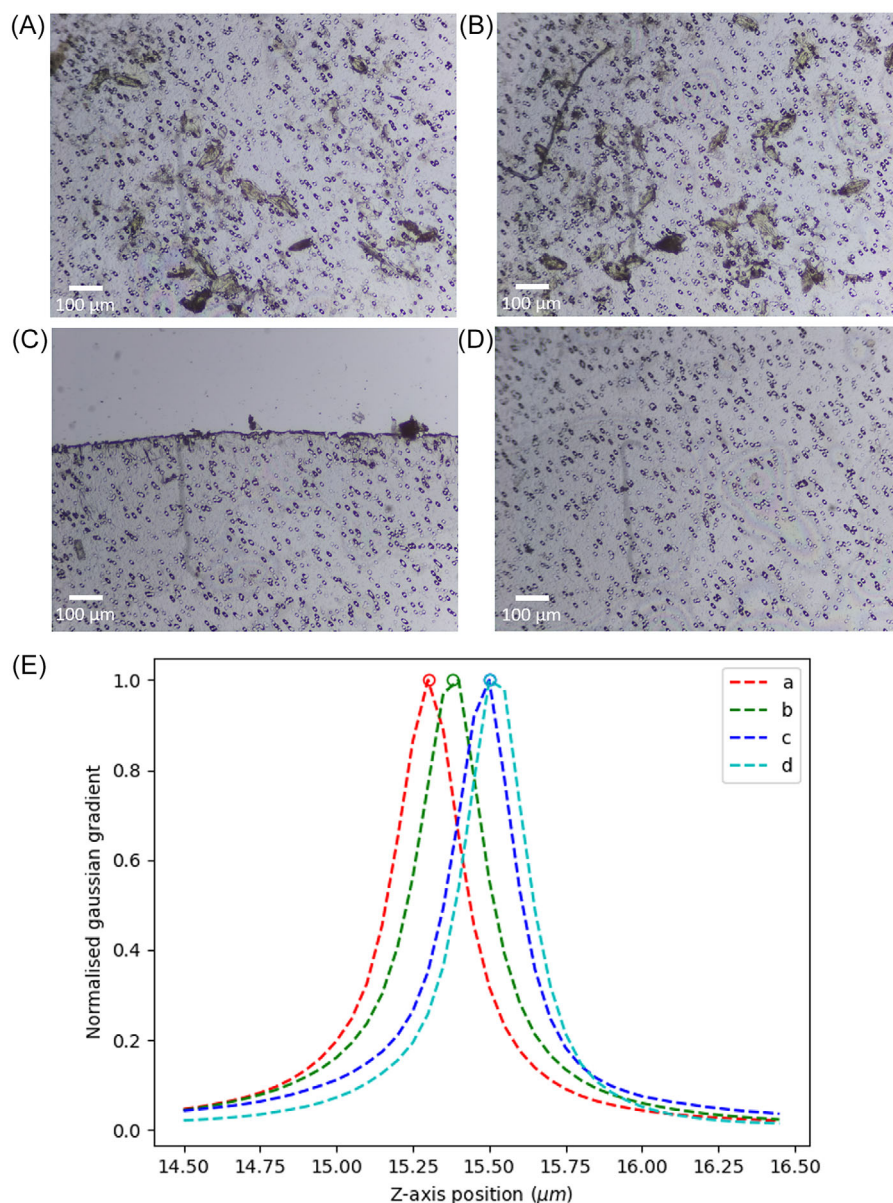 (A)
(B)
100 µm
100 µm
(C)
(D)
100 µm
100 µm
(E)
1.0
0.8
0.6
0.4
0.2
0.0
Normalised gaussian gradient
a
b
c
d
14.50 14.75 15.00 15.25 15.50 15.75 16.00 16.25 16.50
Z-axis position (µm)